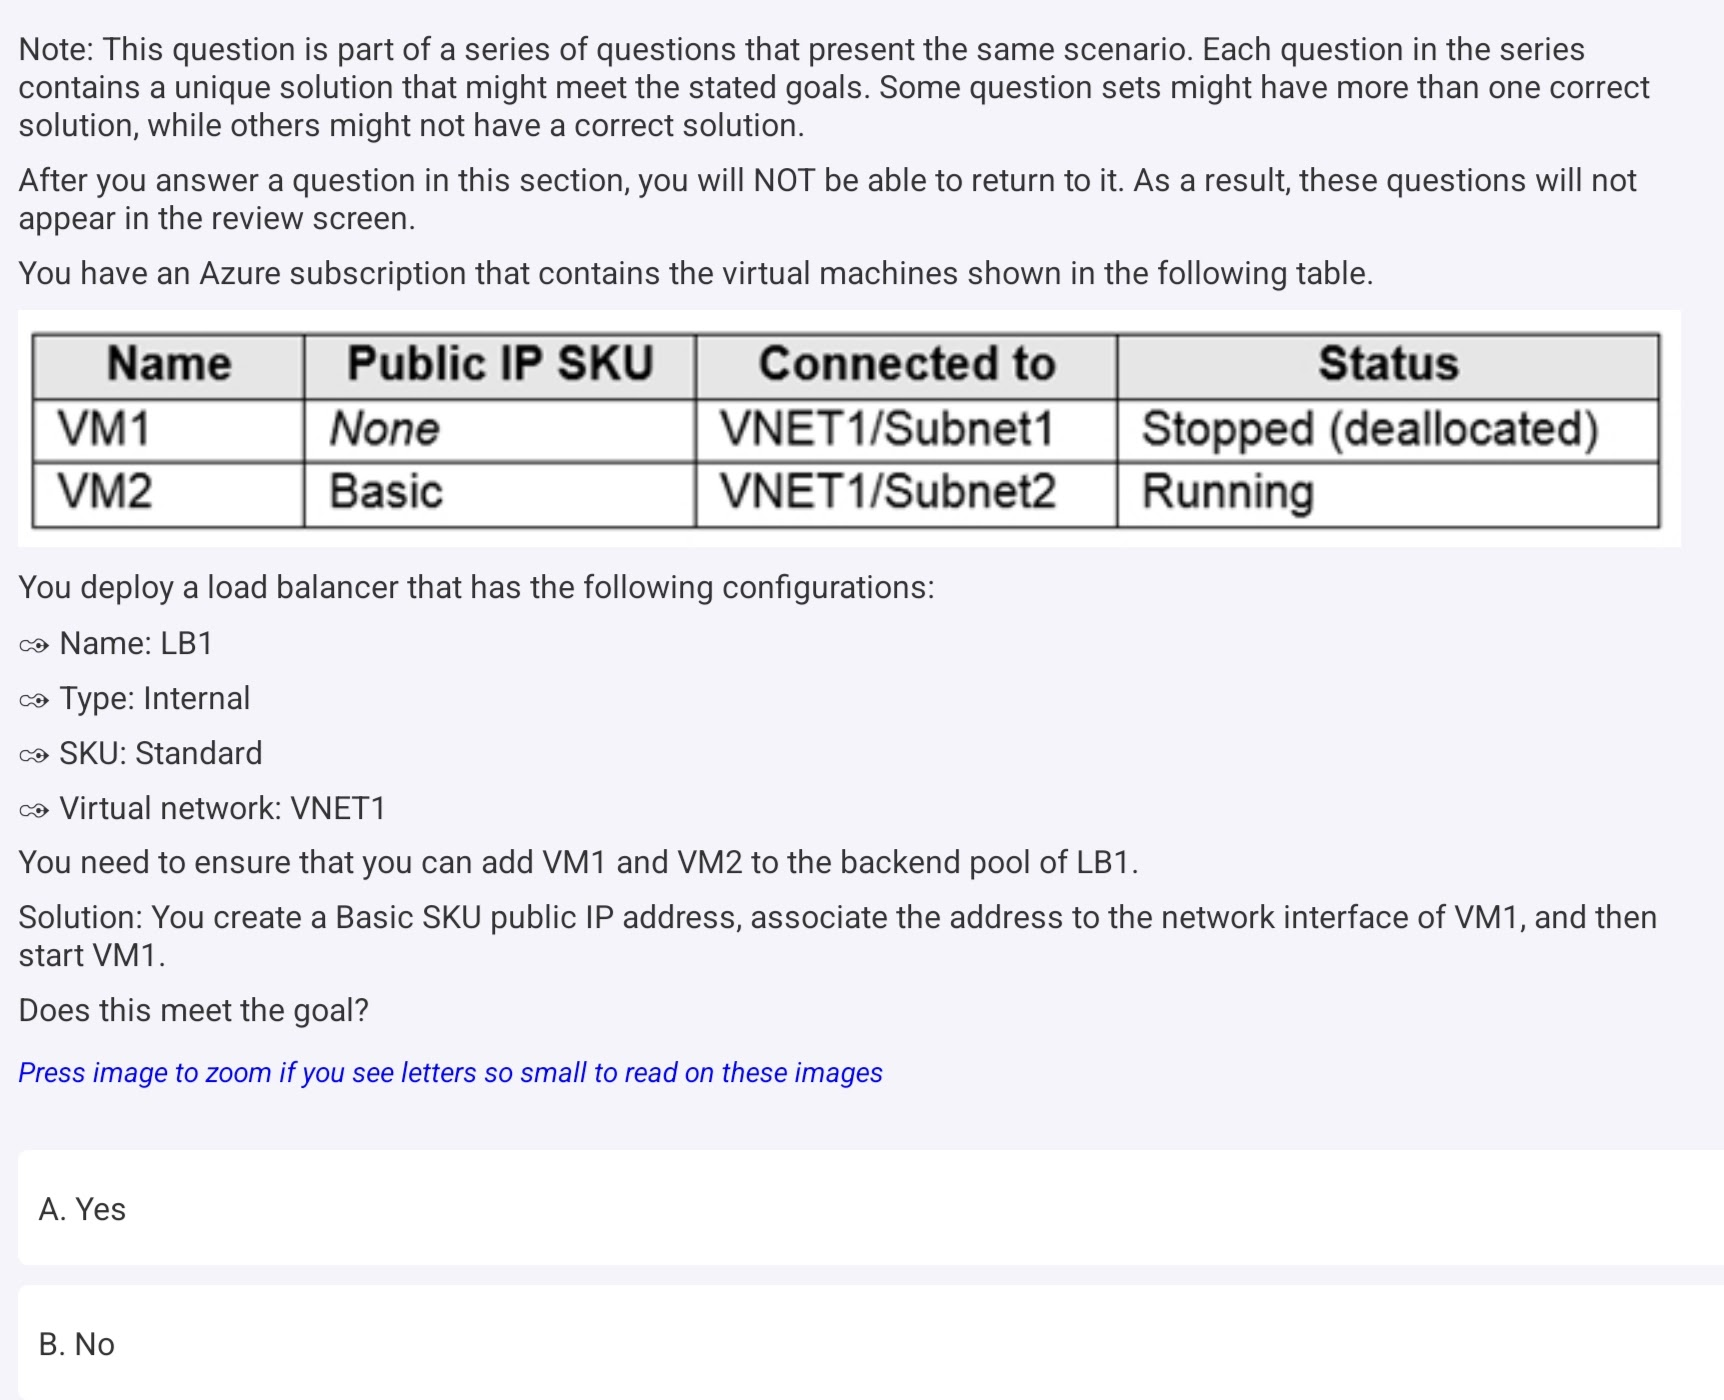 Note: This question is part of a series of questions that present the same scenario. Each question in the series
contains a unique solution that might meet the stated goals. Some question sets might have more than one correct
solution, while others might not have a correct solution.
After you answer a question in this section, you will NOT be able to return to it. As a result, these questions will not
appear in the review screen.
You have an Azure subscription that contains the virtual machines shown in the following table.
Name Public IP SKU Connected to Status
VM1 None VNET1/Subnet1 Stopped (deallocated)
VM2 Basic VNET1/Subnet2 Running
You deploy a load balancer that has the following configurations:
Name: LB1
Type: Internal
SKU: Standard
Virtual network: VNET1
You need to ensure that you can add VM1 and VM2 to the backend pool of LB1.
Solution: You create a Basic SKU public IP address, associate the address to the network interface of VM1, and then
start VM1.
Does this meet the goal?
Press image to zoom if you see letters so small to read on these images
A. Yes
B. No